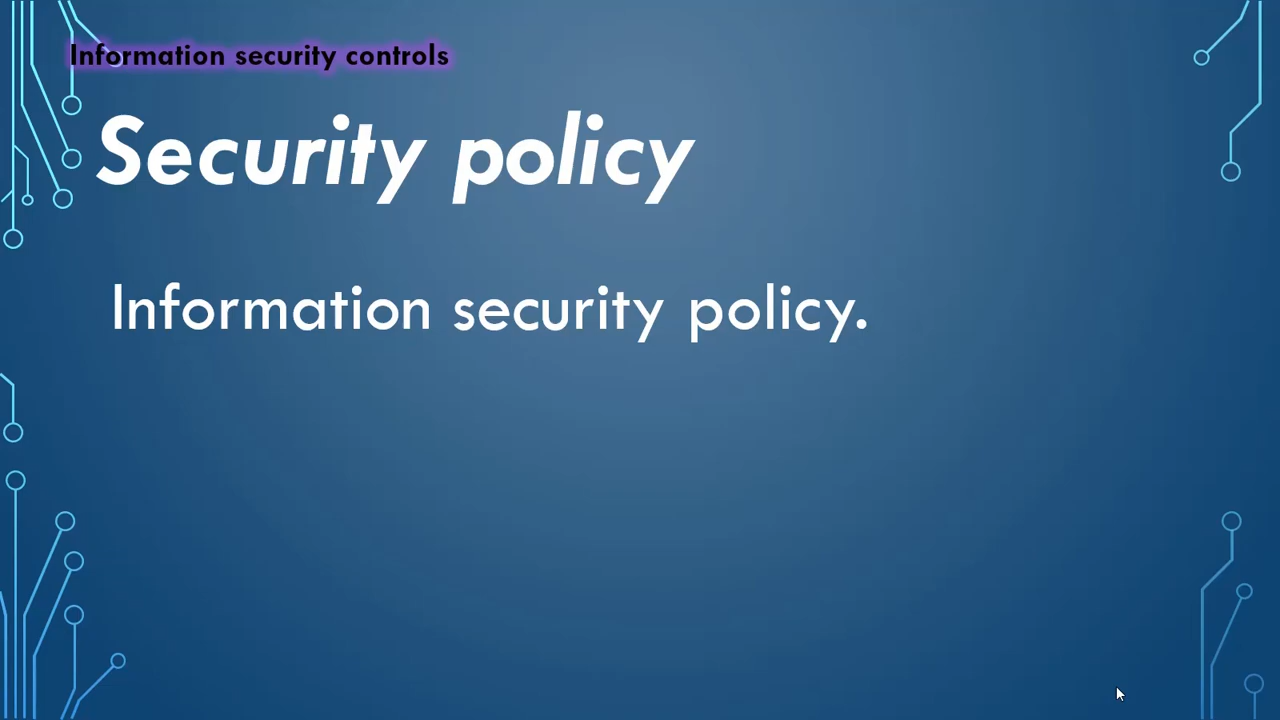 Information security controls
Security policy
Information security policy.